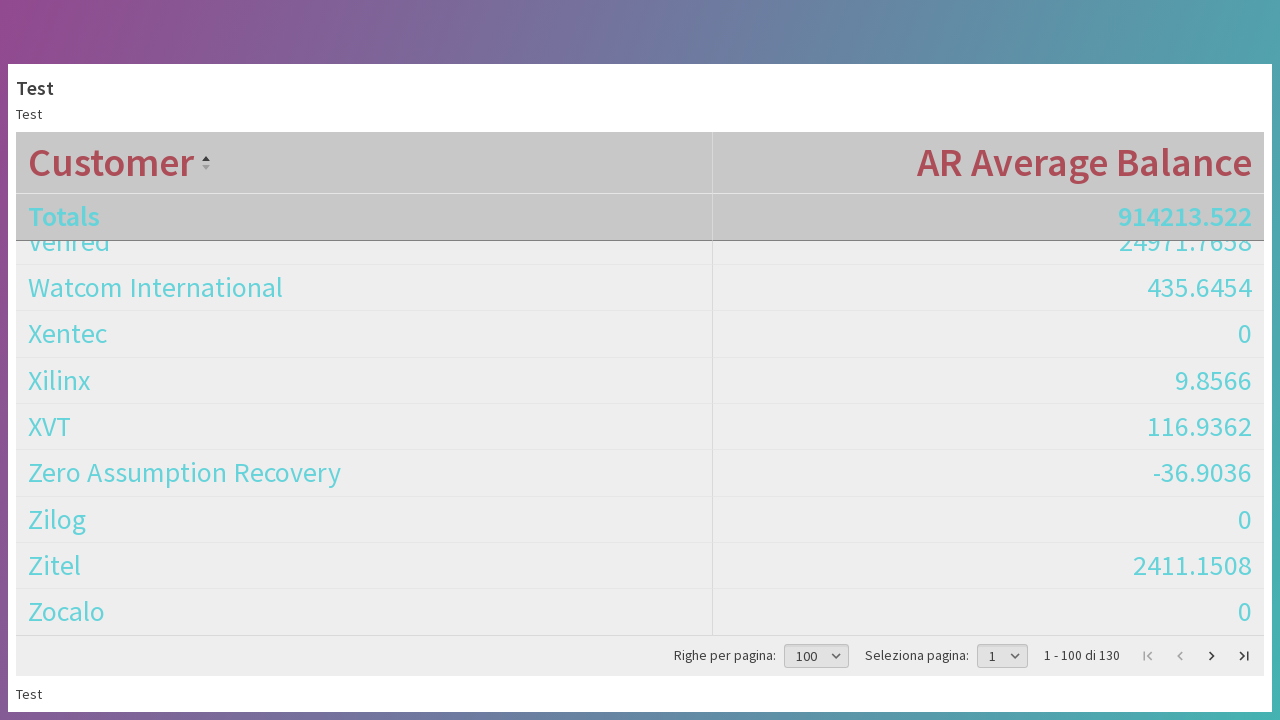 Test
Test
Customer AR Average Balance
Totals 914213.522
Venred 24971.7658
Watcom International 435.6454
Xentec 0
Xilinx 9.8566
XVT 116.9362
Zero Assumption Recovery -36.9036
Zilog 0
Zitel 2411.1508
Zocalo 0
Righe per pagina: 100 Seleziona pagina: 1 1 - 100 di 130
Test